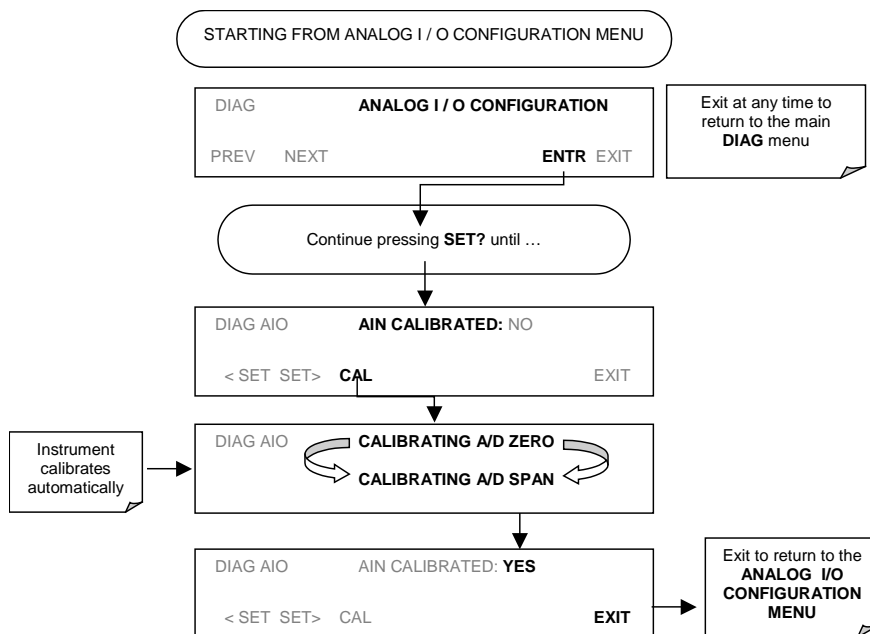 STARTING FROM ANALOG I / O CONFIGURATION MENU
DIAG ANALOG I / O CONFIGURATION
PREV NEXT ENTR EXIT
Exit at any time to
return to the main
DIAG menu
Continue pressing SET? until …
DIAG AIO AIN CALIBRATED: NO
< SET SET> CAL EXIT
Instrument
calibrates
automatically
DIAG AIO CALIBRATING A/D ZERO
CALIBRATING A/D SPAN
DIAG AIO AIN CALIBRATED: YES
< SET SET> CAL EXIT
Exit to return to the
ANALOG I/O
CONFIGURATION
MENU